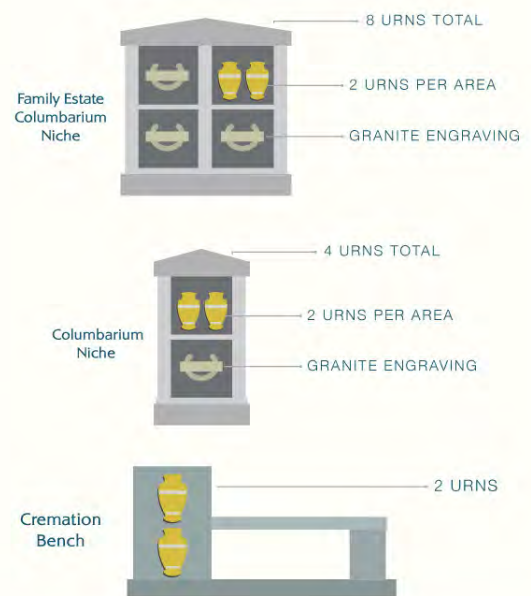 8 URNS TOTAL
Family Estate
Columbarium
Niche
2 URNS PER AREA
GRANITE ENGRAVING
4 URNS TOTAL
Columbarium
Niche
2 URNS PER AREA
GRANITE ENGRAVING
Cremation
Bench
2 URNS